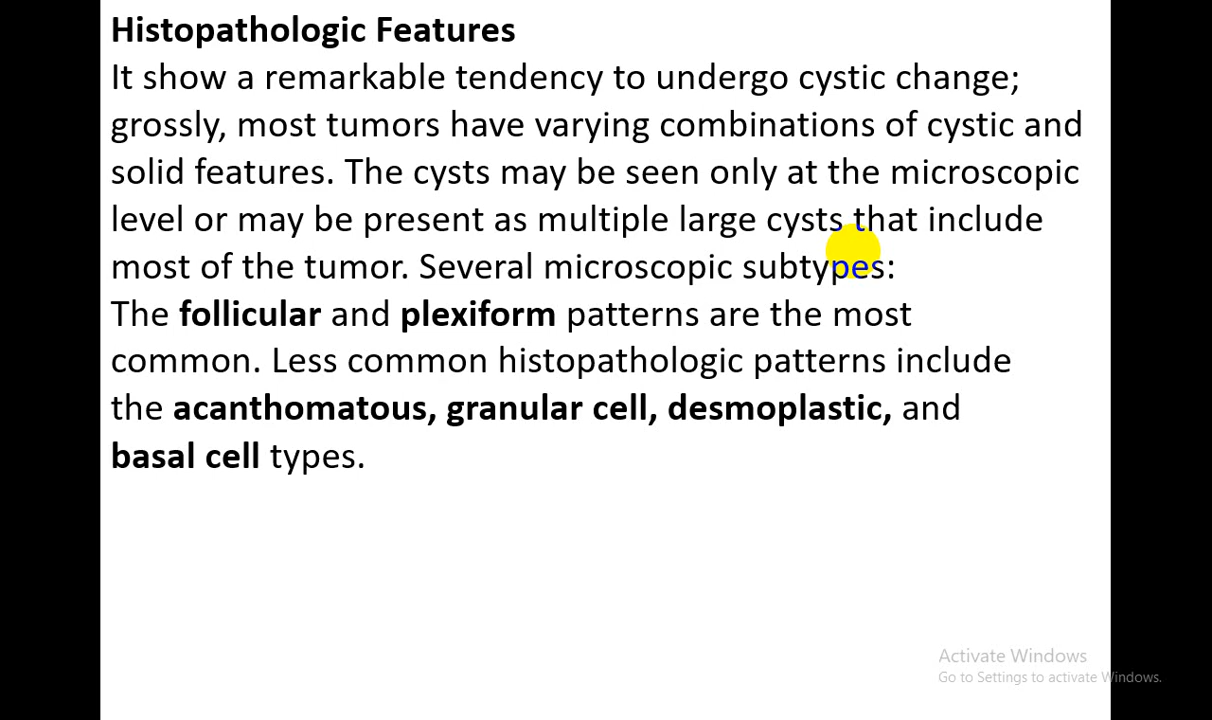 Histopathologic Features
It show a remarkable tendency to undergo cystic change;
grossly, most tumors have varying combinations of cystic and
solid features. The cysts may be seen only at the microscopic
level or may be present as multiple large cysts that include
most of the tumor. Several microscopic subtypes:
The follicular and plexiform patterns are the most
common. Less common histopathologic patterns include
the acanthomatous, granular cell, desmoplastic, and
basal cell types.
Activate Windows
Go to Settings to activate Windows.